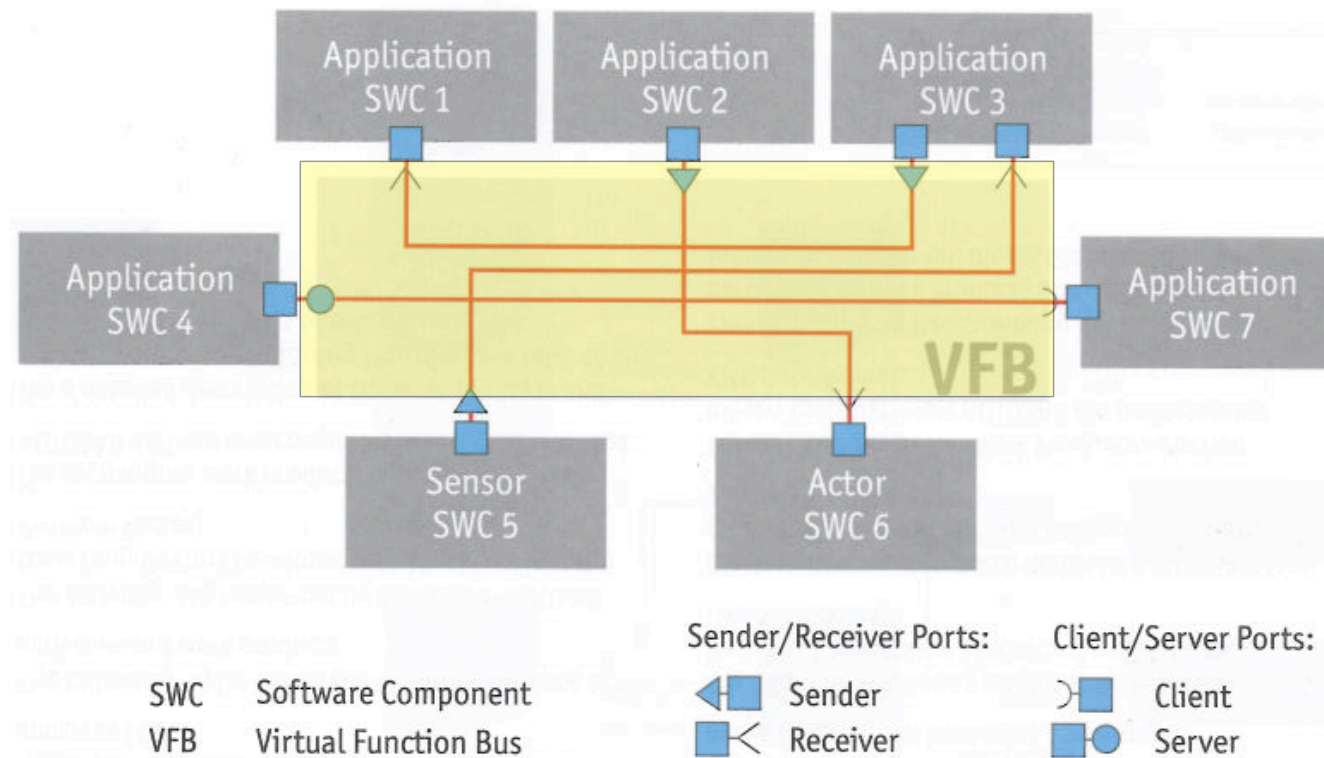 Application
SWC 1
Application
SWC 2
Application
SWC 3
Application
SWC 4
Application
SWC 7
VFB
Sensor
SWC 5
Actor
SWC 6
Sender/Receiver Ports:
Client/Server Ports:
SWC Software Component
Sender
Client
VFB Virtual Function Bus
Receiver
Server